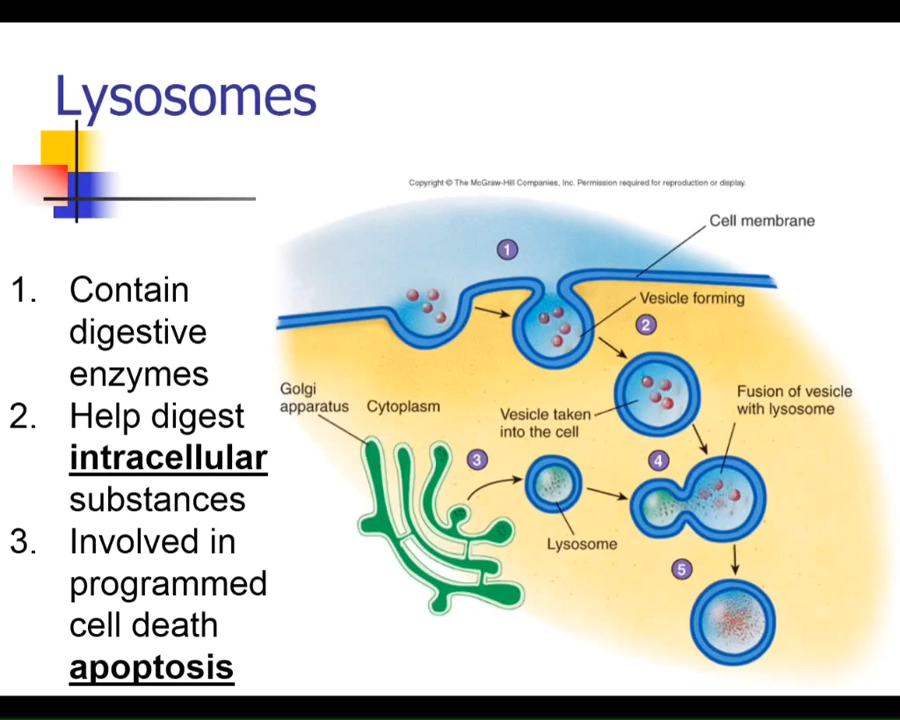 Lysosomes
Copyright © The McGraw-Hill Companies, Inc. Permission required for reproduction or display.
1. Contain
digestive
enzymes
2. Help digest
intracellular
substances
3. Involved in
programmed
cell death
apoptosis
Cell membrane
1
Vesicle forming
2
Golgi
apparatus
Cytoplasm
Vesicle taken
into the cell
Fusion of vesicle
with lysosome
3
4
Lysosome
5